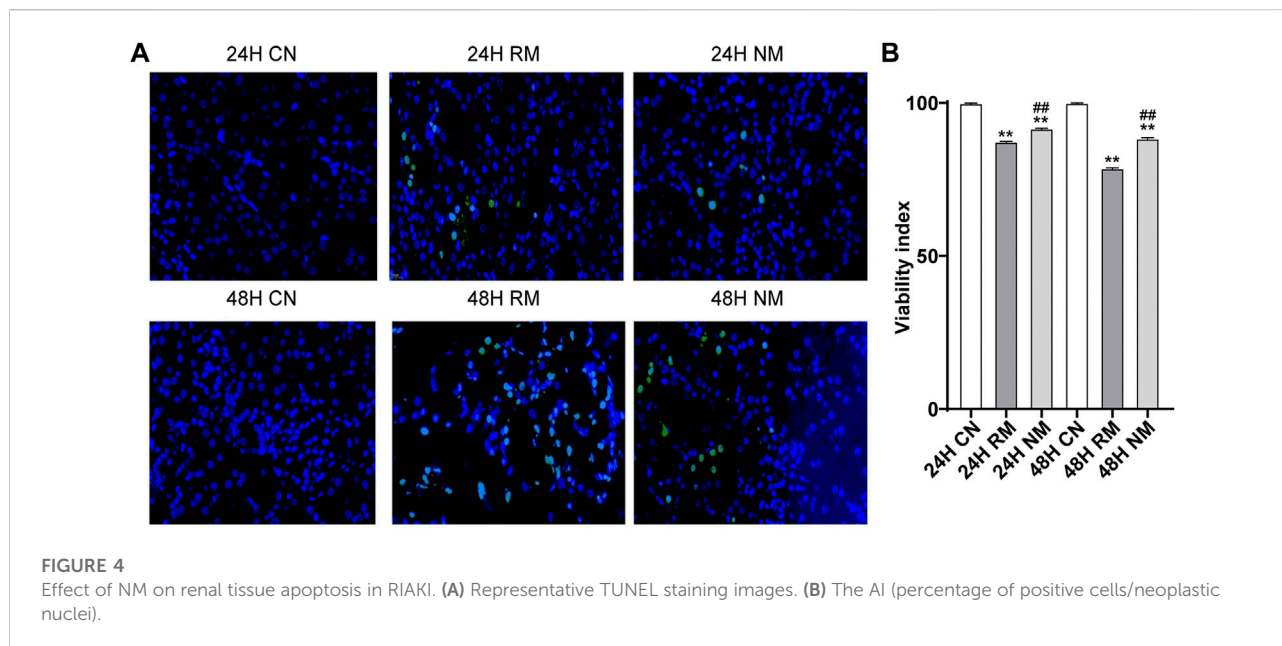 A
24H CN
24H RM
24H NM
48H CN
48H RM
48H NM
B
Viability index
100
50
0
**
##
**
**
##
**
24H CN
24H RM
24H NM
48H CN
48H RM
48H NM
FIGURE 4
Effect of NM on renal tissue apoptosis in RIAKI. (A) Representative TUNEL staining images. (B) The AI (percentage of positive cells/neoplastic
nuclei).